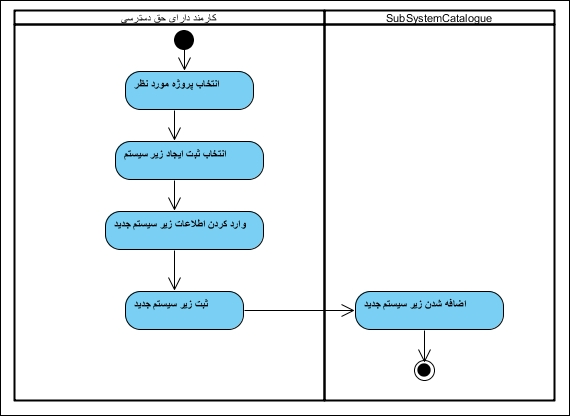 کارمند دارای حق دسترسی
SubSystemCatalogue
انتخاب پروژه مورد نظر
انتخاب ثبت ایجاد زیر سیستم
وارد کردن اطلاعات زیر سیستم جدید
ثبت زیر سیستم جدید
اضافه شدن زیر سیستم جدید